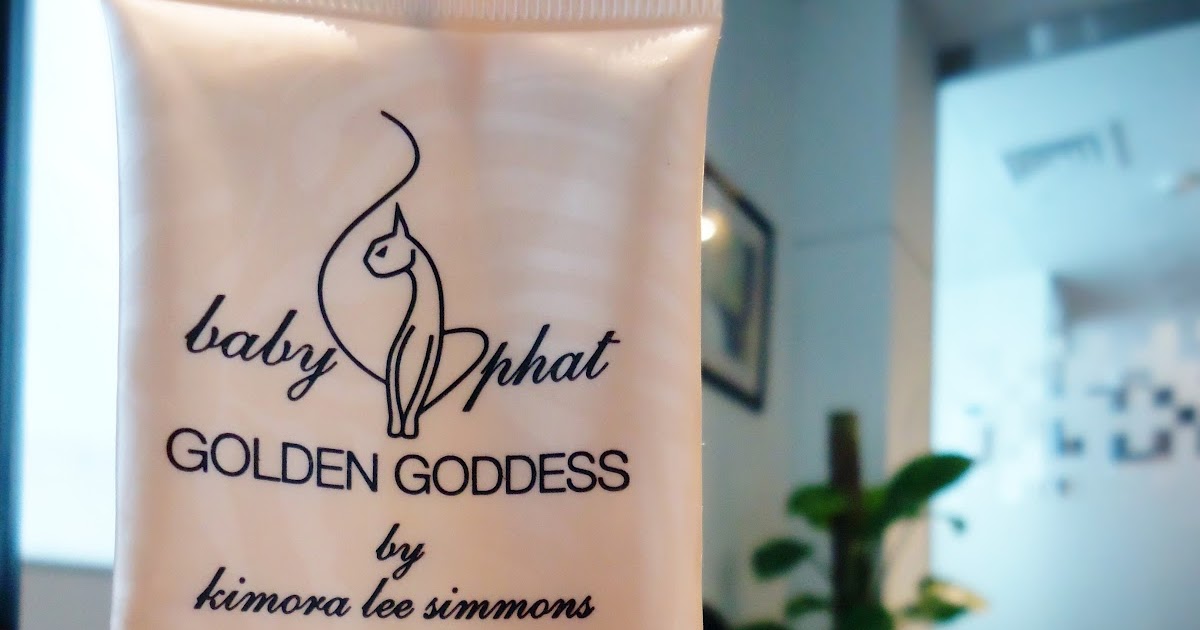 baby phat
GOLDEN GODDESS
by
kimora lee simmons